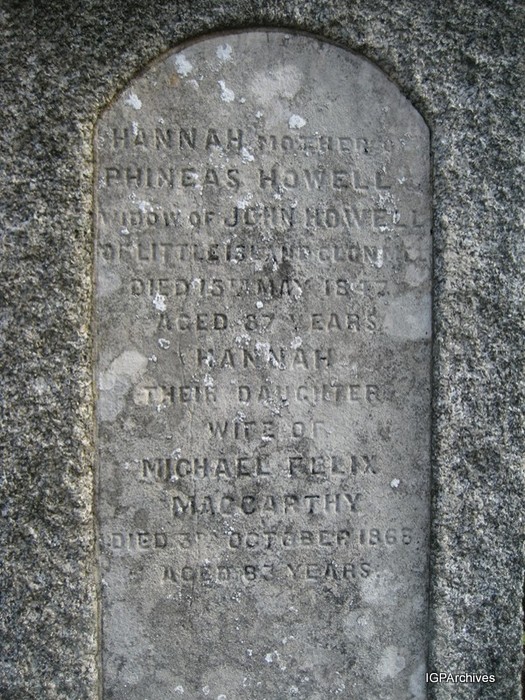 HANNAH MOTHER OF
PHINEAS HOWELL &
WIDOW OF JOHN HOWELL
OF LITTLE ISLAND CLONMEL
DIED 15TH MAY 1847
AGED 87 YEARS.
HANNAH
THEIR DAUGHTER
WIFE OF
MICHAEL FELIX
MACCARTHY
DIED 3RD OCTOBER 1868
AGED 83 YEARS.
IGPArchives